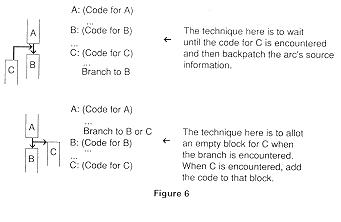 A: (Code for A)
...
B: (Code for B)
...
C: (Code for C)
...
Branch to B
A
C
B
← The technique here is to wait
until the code for C is encountered
and then backpatch the arc's source
information.
A: (Code for A)
...
Branch to B or C
B: (Code for B)
...
C: (Code for C)
A
B
C
← The technique here is to allot
an empty block for C when
the branch is encountered.
When C is encountered, add
the code to that block.
Figure 6